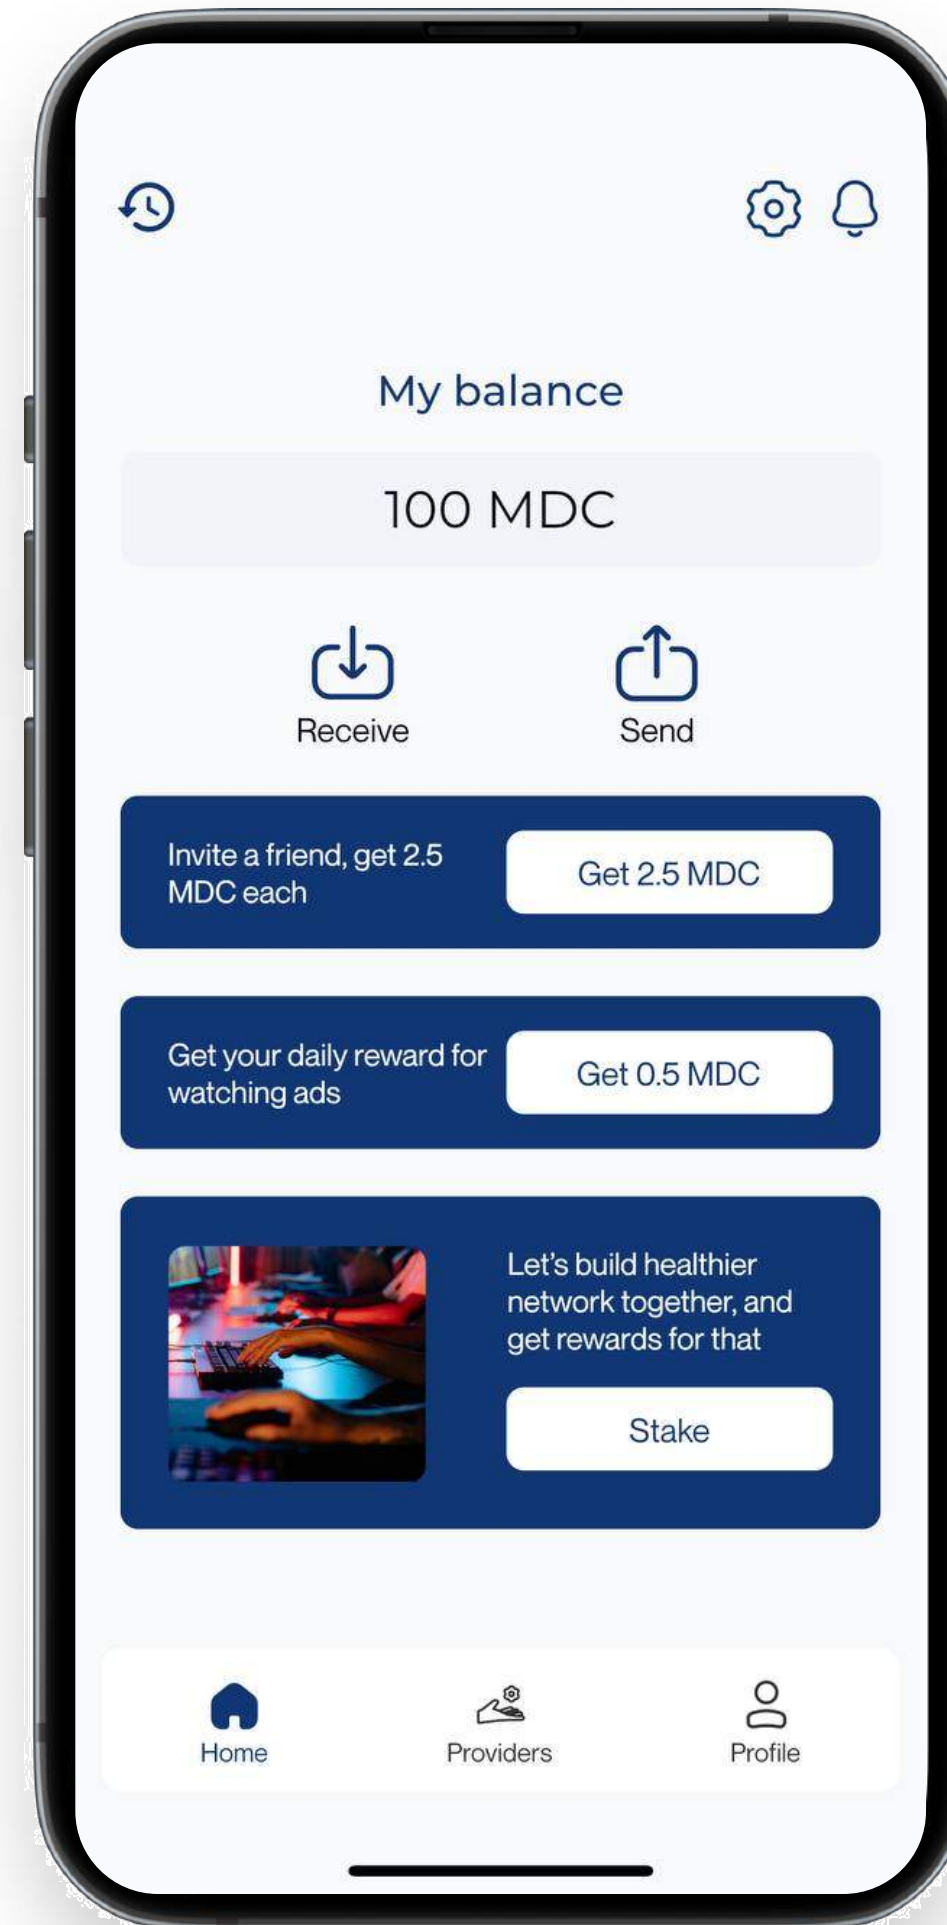 My balance
100 MDC
Receive
Send
Invite a friend, get 2.5
MDC each
Get 2.5 MDC
Get your daily reward for
watching ads
Get 0.5 MDC
Let's build healthier
network together, and
get rewards for that
Stake
Home
Providers
Profile